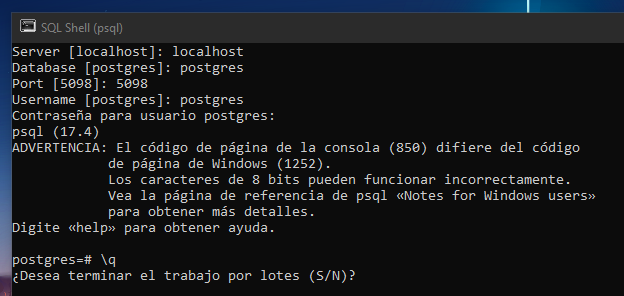 SQL Shell (psql)
Server [localhost]: localhost
Database [postgres]: postgres
Port [5098]: 5098
Username [postgres]: postgres
Contraseña para usuario postgres:
psql (17.4)
ADVERTENCIA: El código de página de la consola (850) difiere del código
            de página de Windows (1252).
            Los caracteres de 8 bits pueden funcionar incorrectamente.
            Vea la página de referencia de psql «Notes for Windows users»
            para obtener más detalles.
Digite «help» para obtener ayuda.
postgres=# \q
¿Desea terminar el trabajo por lotes (S/N)?